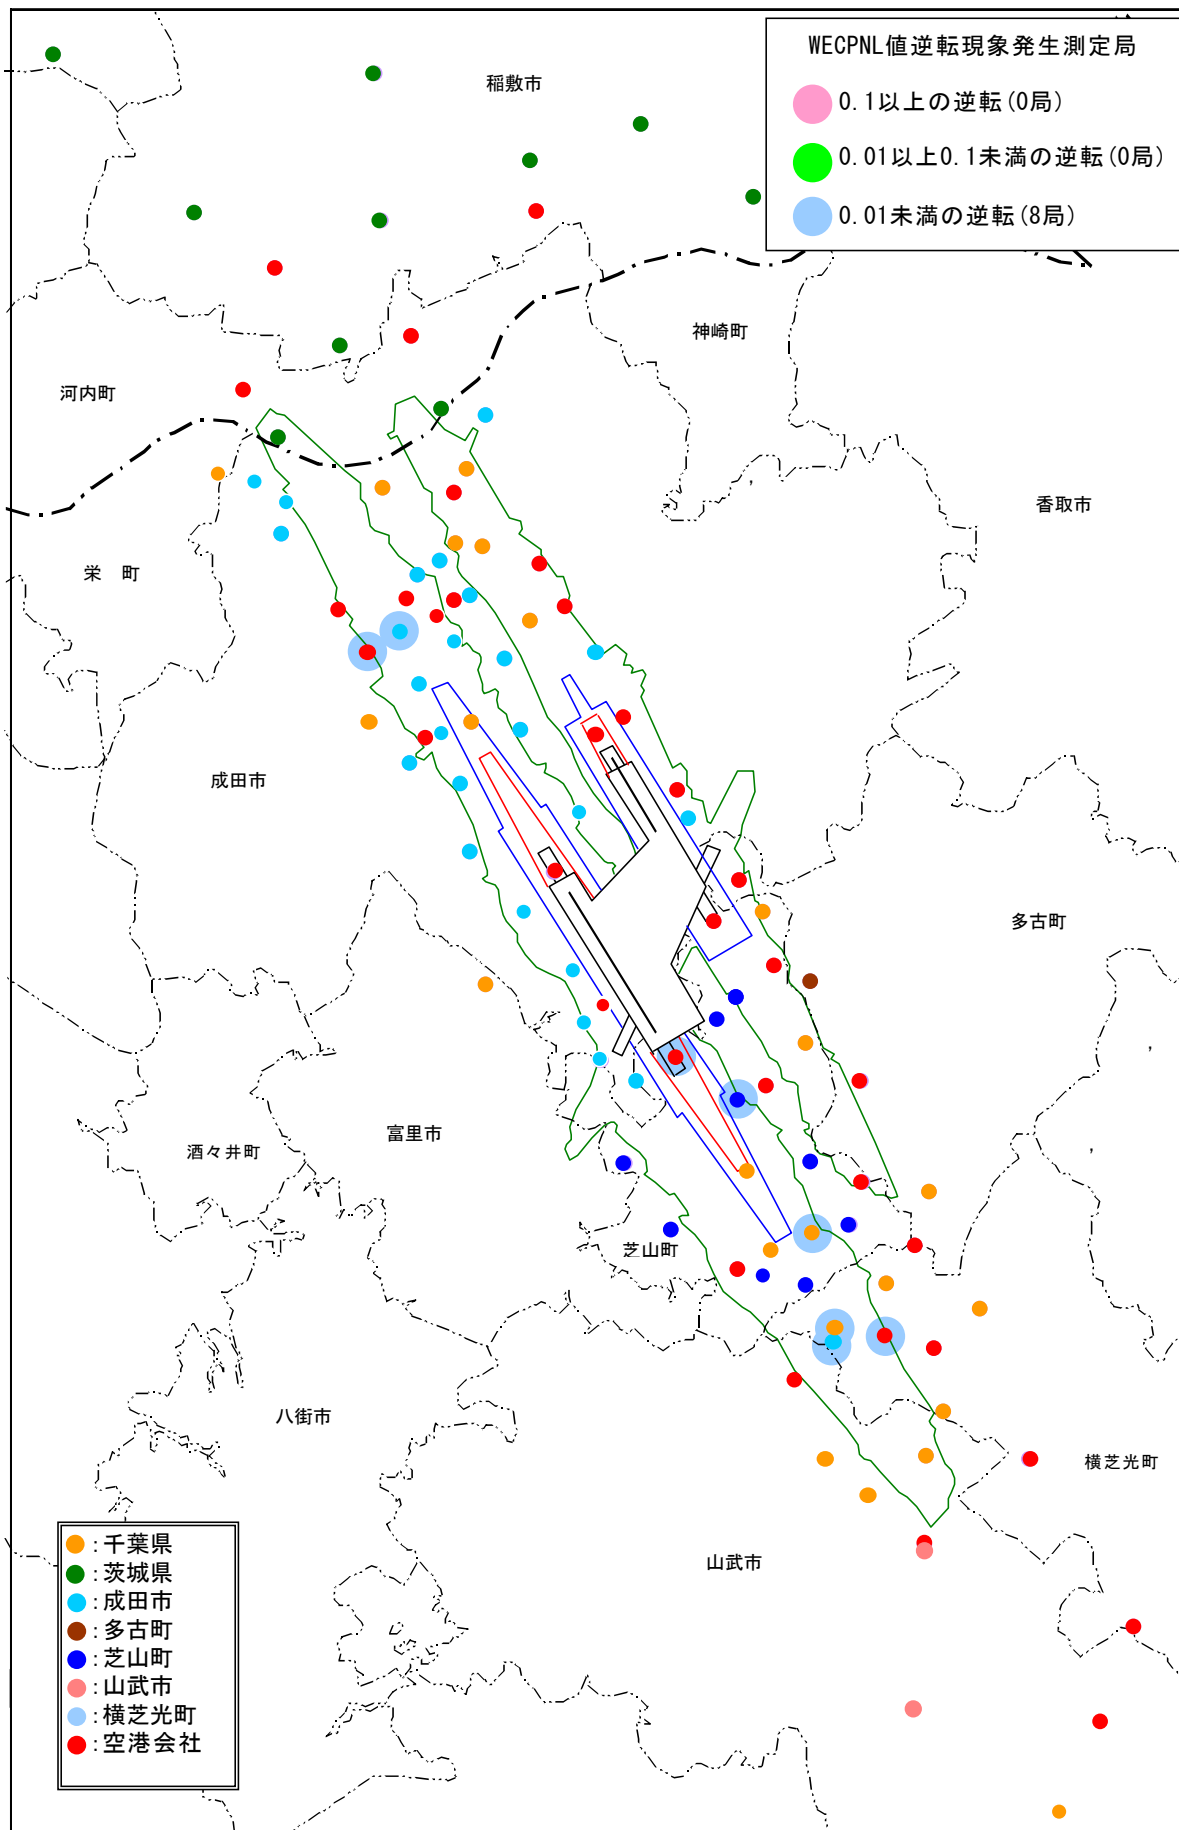 WECPNL値逆転現象発生測定局
0.1以上の逆転(0局)
0.01以上0.1未満の逆転(0局)
0.01未満の逆転(8局)
稲敷市
神崎町
河内町
香取市
栄 町
成田市
多古町
富里市
酒々井町
芝山町
八街市
横芝光町
山武市
:千葉県
:茨城県
:成田市
:多古町
:芝山町
:山武市
:横芝光町
:空港会社